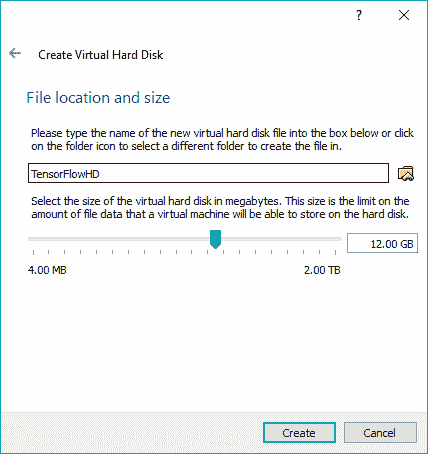 ?
Create Virtual Hard Disk
File location and size
Please type the name of the new virtual hard disk file into the box below or click
on the folder icon to select a different folder to create the file in.
TensorFlowHD
Select the size of the virtual hard disk in megabytes. This size is the limit on the
amount of file data that a virtual machine will be able to store on the hard disk.
12.00 GB
4.00 MB 2.00 TB
Create Cancel